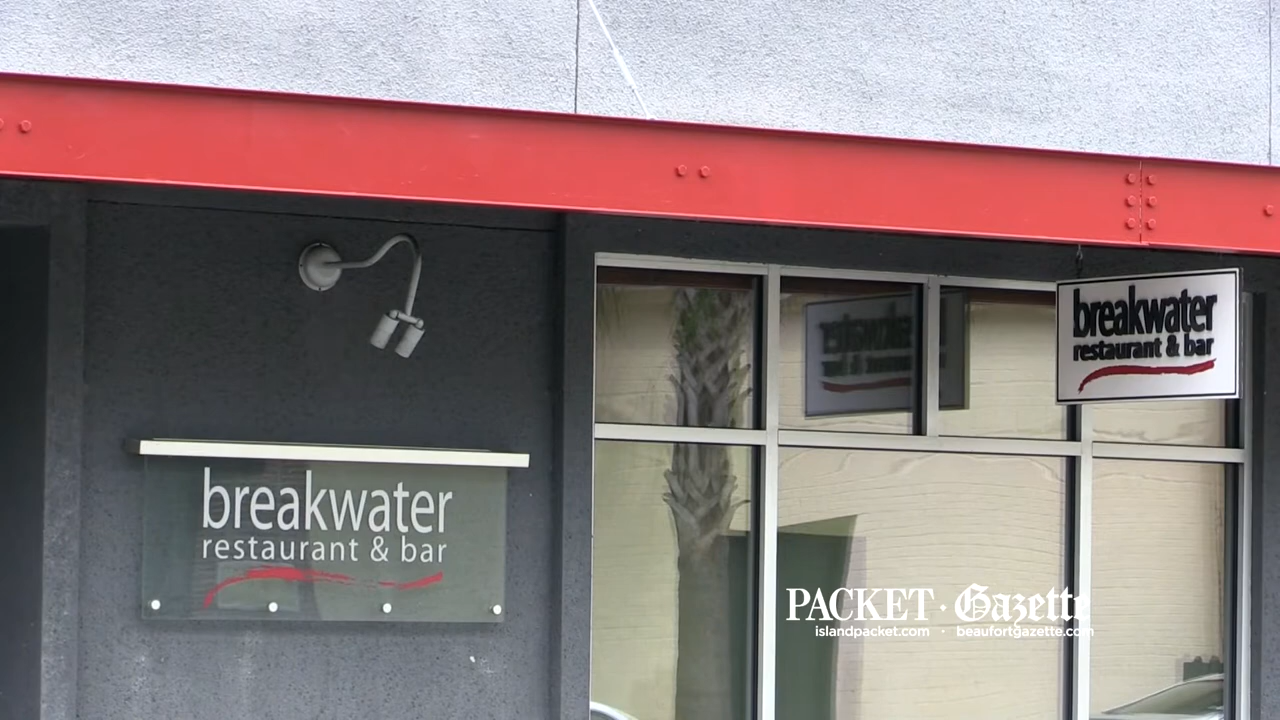 breakwater
restaurant & bar
breakwater
restaurant & bar
PACKET · Gazette
islandpacket.com · beaufortgazette.com